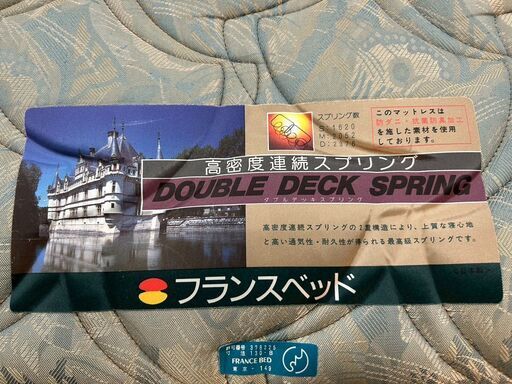 スプリング数
S:1620
M:2052
D:2376
このマットレスは
防ダニ・抗菌防臭加工
を施した素材を使用
しております。
高密度連続スプリング
DOUBLE DECK SPRING
ダブルデッキスプリング
高密度連続スプリングの2重構造により、上質な寝心地
と高い通気性・耐久性が得られる最高級スプリングです。
フランスベッド
FRANCE BED
東京・149